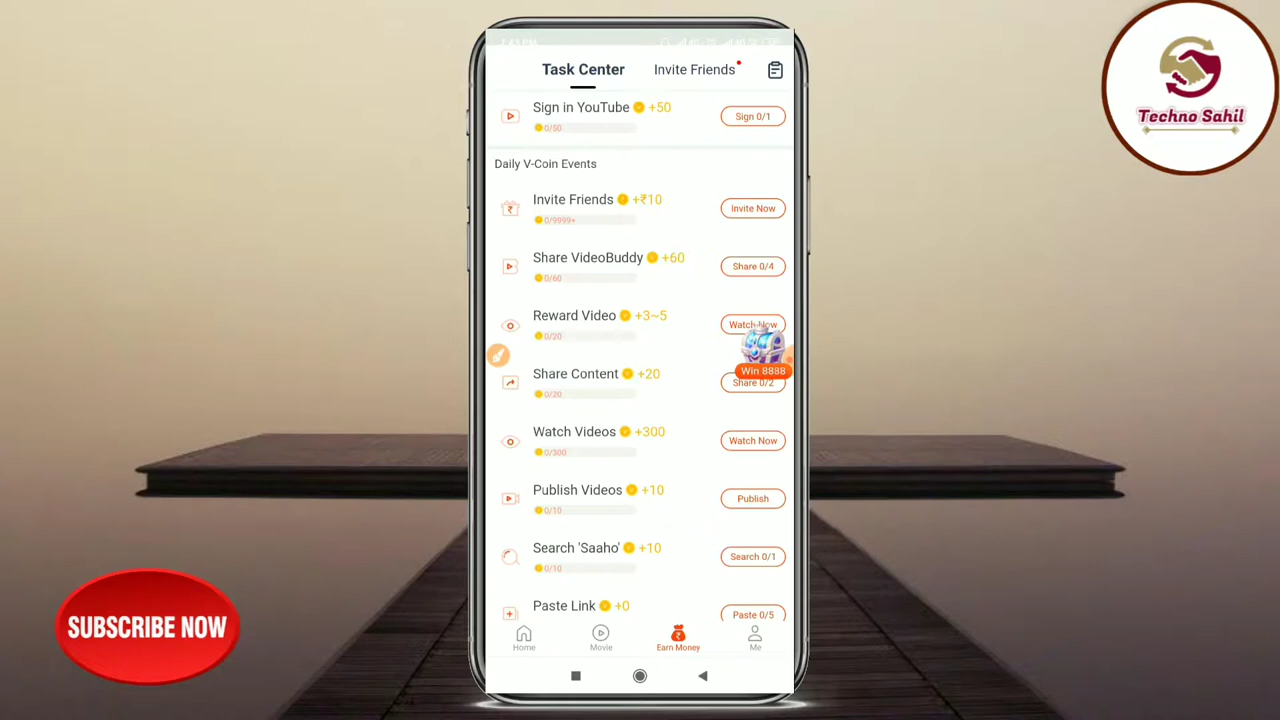 Task Center
Invite Friends
Sign in YouTube +50
0/50
Sign 0/1
Daily V-Coin Events
Invite Friends +₹10
0/9999+
Invite Now
Share VideoBuddy +60
0/60
Share 0/4
Reward Video +3~5
0/20
Watch Now
Win 8888
Share Content +20
0/20
Share 0/2
Watch Videos +300
0/300
Watch Now
Publish Videos +10
0/10
Publish
Search 'Saaho' +10
0/10
Search 0/1
Paste Link +0
Paste 0/5
Home
Movie
Earn Money
Me
Techno Sahil
SUBSCRIBE NOW